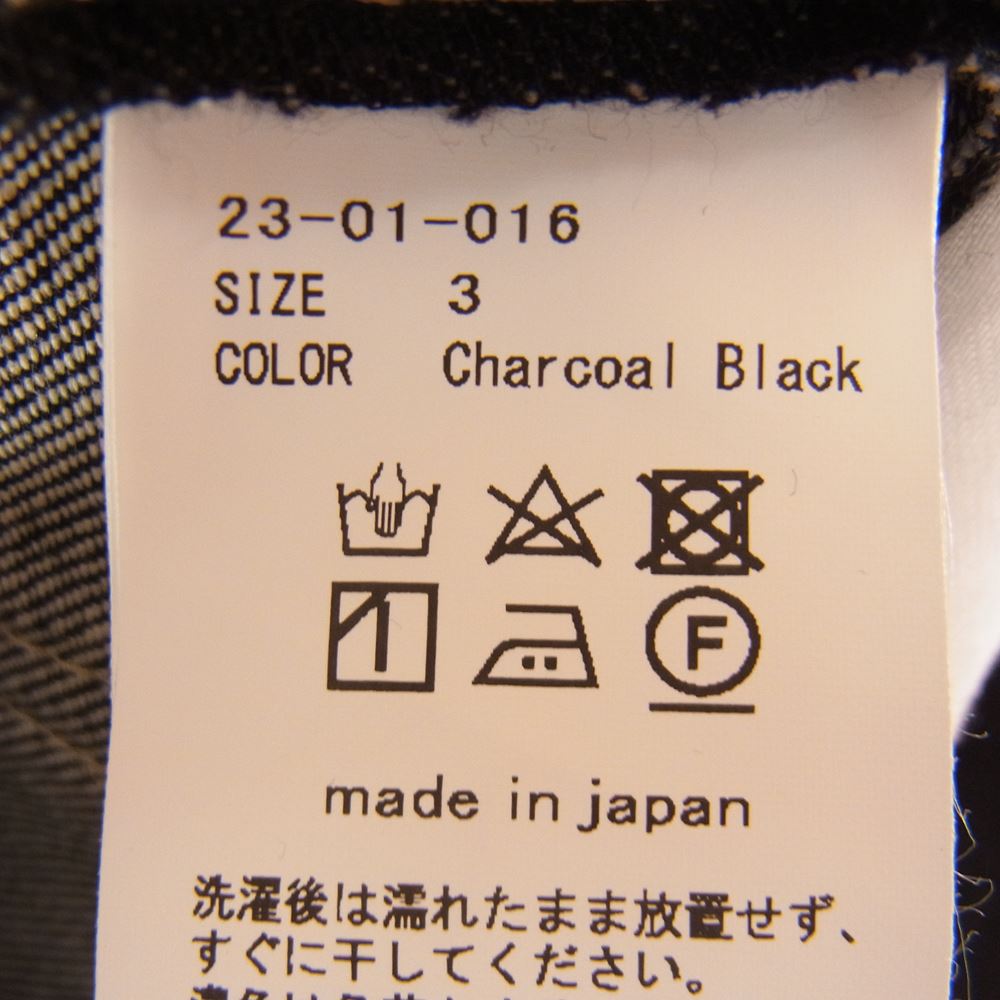 23-01-016
SIZE 3
COLOR Charcoal Black
F
made in japan
洗濯後は濡れたまま放置せず、
すぐに干してください。